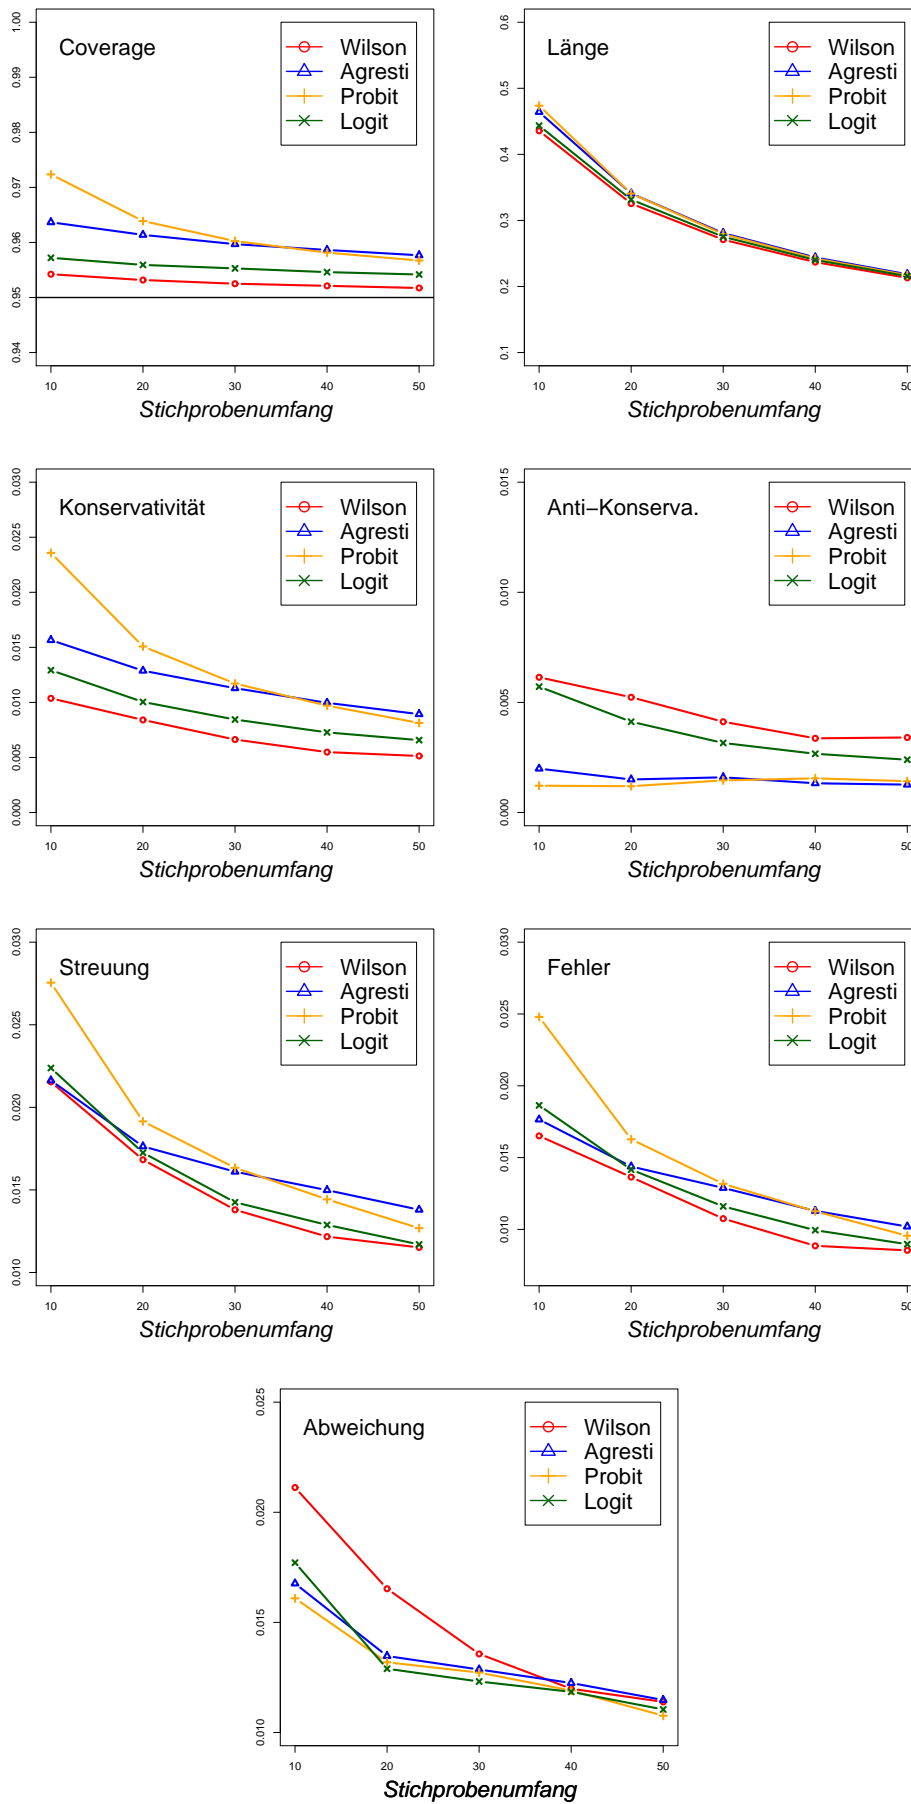 Coverage
Wilson
Agresti
Probit
Logit
1.00
0.99
0.98
0.97
0.96
0.95
0.94
10 20 30 40 50
Stichprobenumfang
Länge
Wilson
Agresti
Probit
Logit
0.6
0.5
0.4
0.3
0.2
0.1
10 20 30 40 50
Stichprobenumfang
Konservativität
Wilson
Agresti
Probit
Logit
0.030
0.025
0.020
0.015
0.010
0.005
0.000
10 20 30 40 50
Stichprobenumfang
Anti−Konserva.
Wilson
Agresti
Probit
Logit
0.015
0.010
0.005
0.000
10 20 30 40 50
Stichprobenumfang
Streuung
Wilson
Agresti
Probit
Logit
0.030
0.025
0.020
0.015
0.010
10 20 30 40 50
Stichprobenumfang
Fehler
Wilson
Agresti
Probit
Logit
0.030
0.025
0.020
0.015
0.010
10 20 30 40 50
Stichprobenumfang
Abweichung
Wilson
Agresti
Probit
Logit
0.025
0.020
0.015
0.010
10 20 30 40 50
Stichprobenumfang